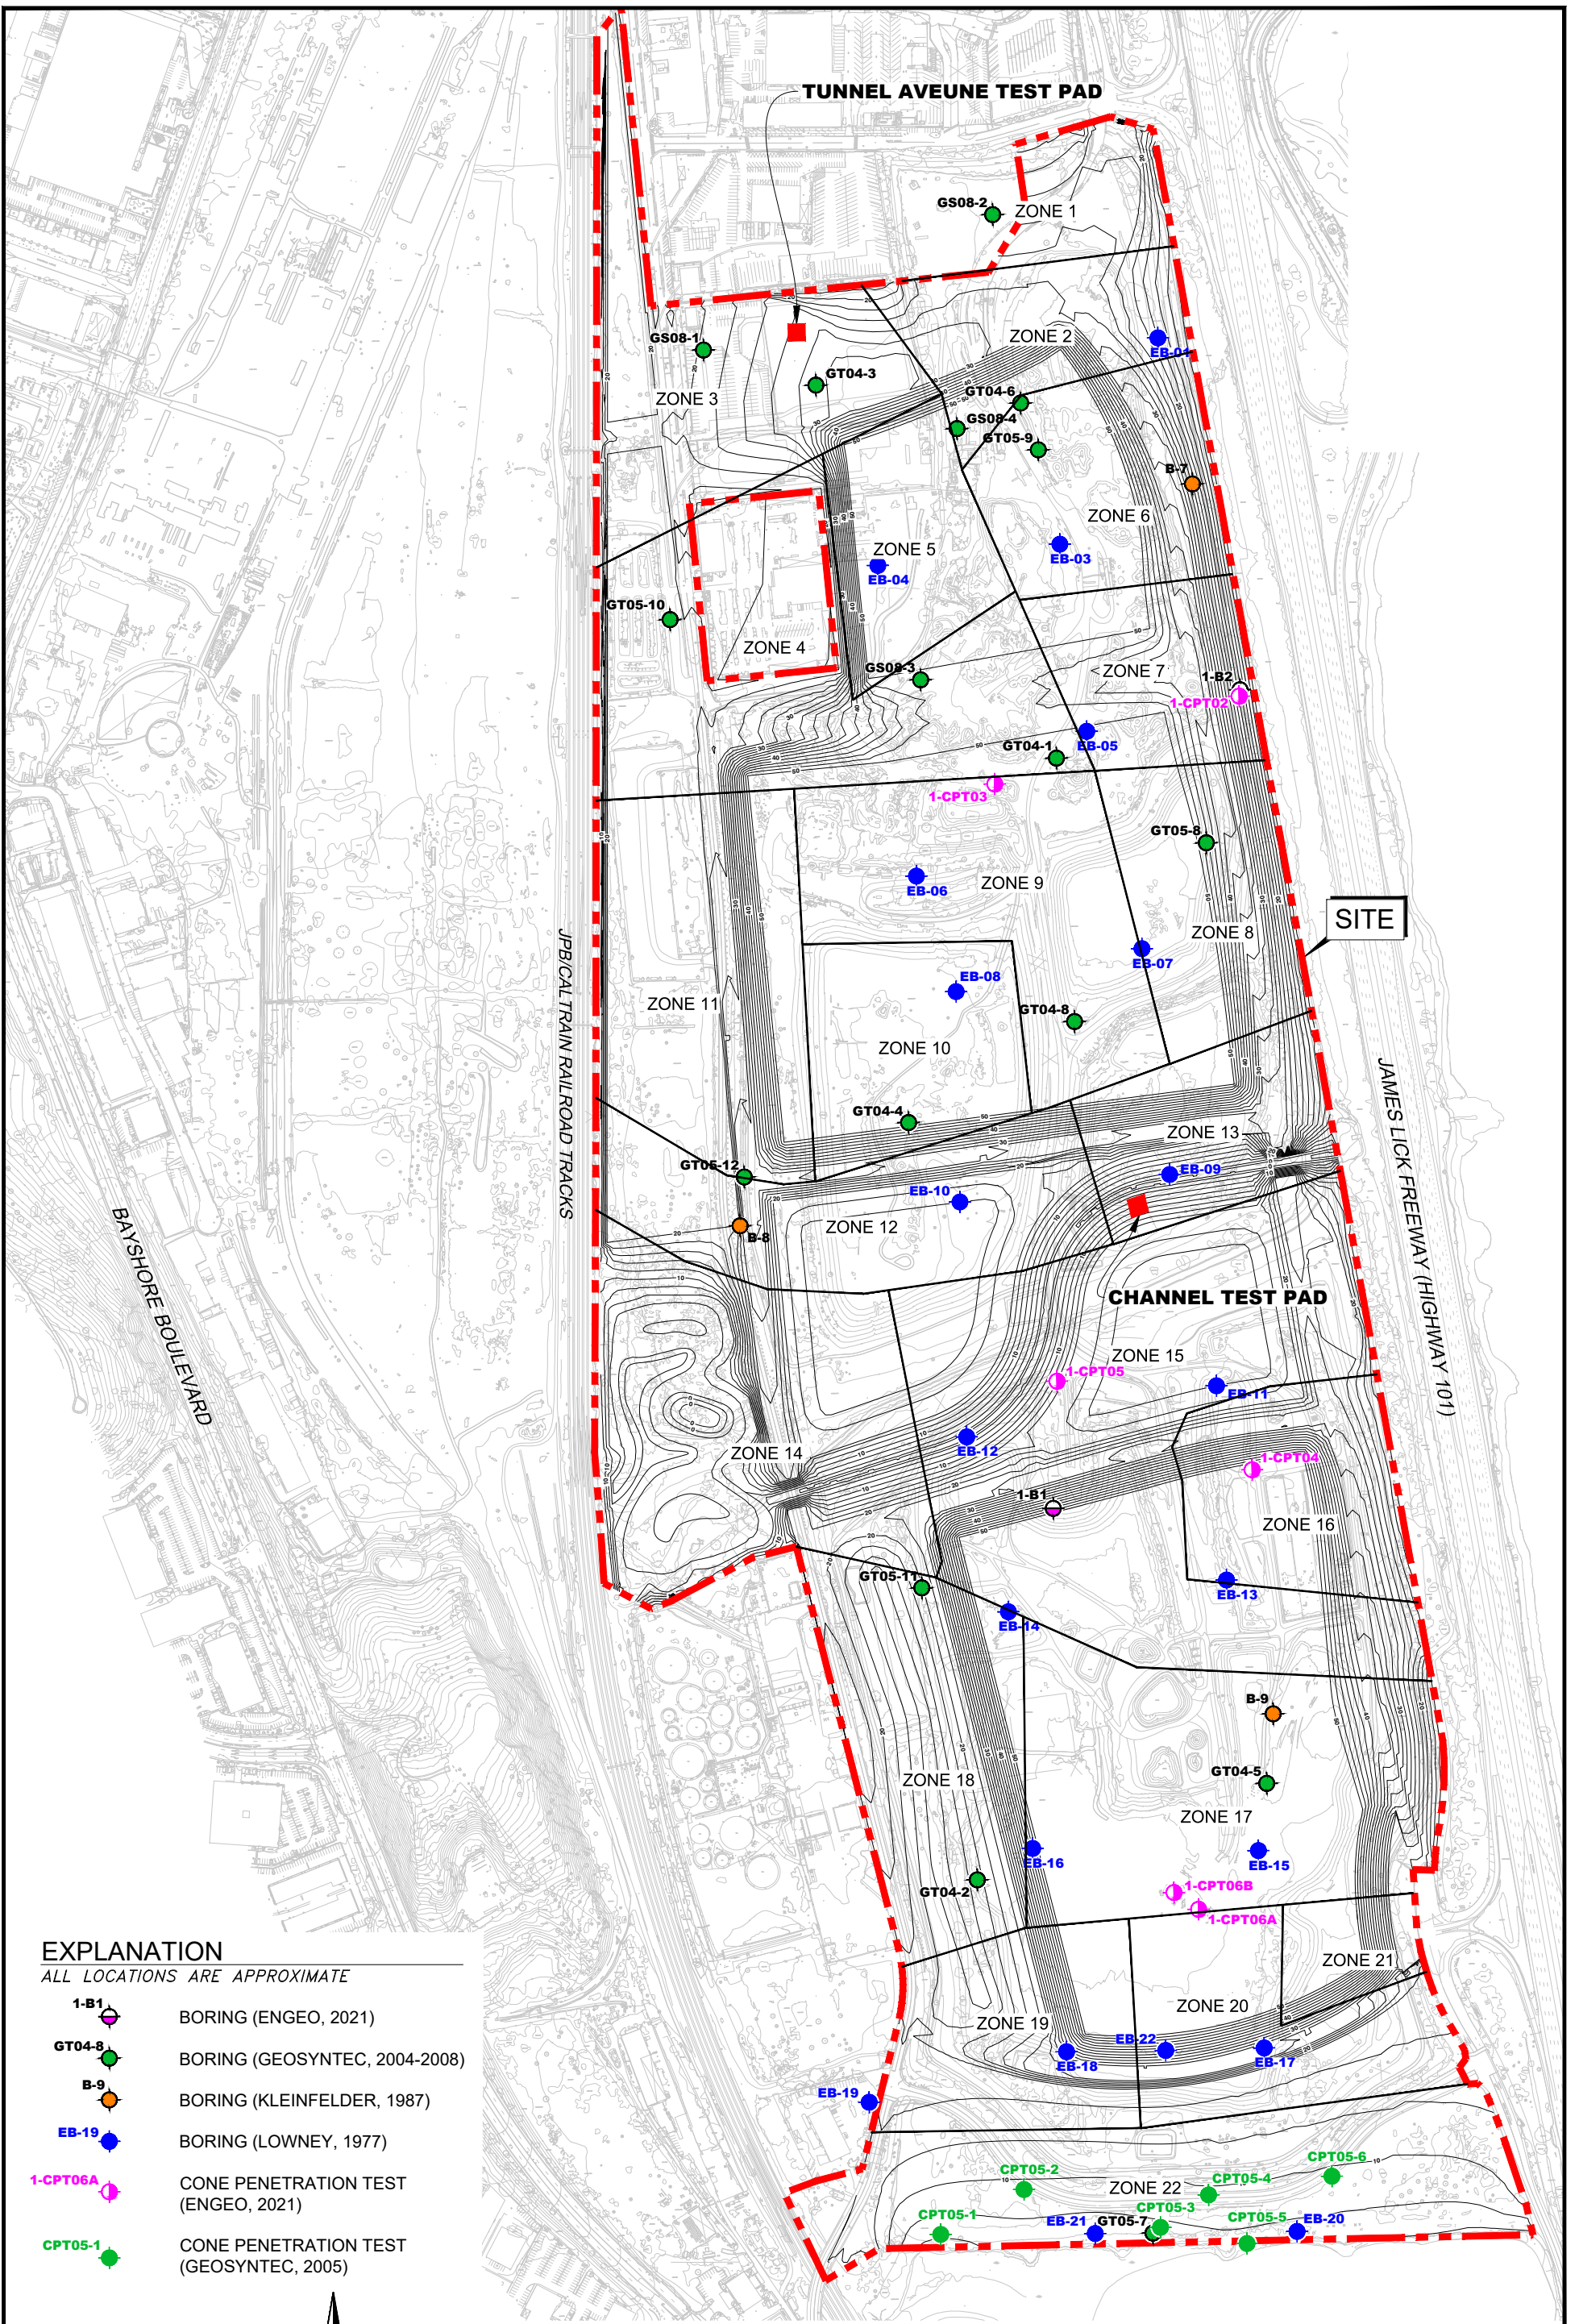 TUNNEL AVEUNE TEST PAD
GS08-2
ZONE 1
GS08-1
ZONE 2
EB-01
GT04-3
ZONE 3
GT04-6
GS08-4
GT05-9
B-7
ZONE 6
ZONE 5
EB-03
EB-04
GT05-10
ZONE 4
GS08-3
ZONE 7
1-B2
1-CPT02
EB-05
GT04-1
1-CPT03
GT05-8
EB-06
ZONE 9
SITE
ZONE 8
EB-07
EB-08
ZONE 11
GT04-8
ZONE 10
JPB/CALTRAIN RAILROAD TRACKS
JAMES LICK FREEWAY (HIGHWAY 101)
BAYSHORE BOULEVARD
GT04-4
ZONE 13
GT05-12
EB-09
EB-10
ZONE 12
B-8
CHANNEL TEST PAD
ZONE 15
1-CPT05
EB-11
EB-12
ZONE 14
1-CPT04
1-B1
ZONE 16
GT05-11
EB-13
EB-14
B-9
GT04-5
ZONE 18
ZONE 17
EB-16
EB-15
GT04-2
1-CPT06B
1-CPT06A
ZONE 21
ZONE 20
ZONE 19
EB-22
EB-18
EB-17
EB-19
CPT05-6
CPT05-2
ZONE 22
CPT05-4
CPT05-3
CPT05-1
EB-21
GT05-7
CPT05-5
EB-20
EXPLANATION
ALL LOCATIONS ARE APPROXIMATE
1-B1
BORING (ENGEO, 2021)
GT04-8
BORING (GEOSYNTEC, 2004-2008)
B-9
BORING (KLEINFELDER, 1987)
EB-19
BORING (LOWNEY, 1977)
1-CPT06A
CONE PENETRATION TEST
(ENGEO, 2021)
CPT05-1
CONE PENETRATION TEST
(GEOSYNTEC, 2005)